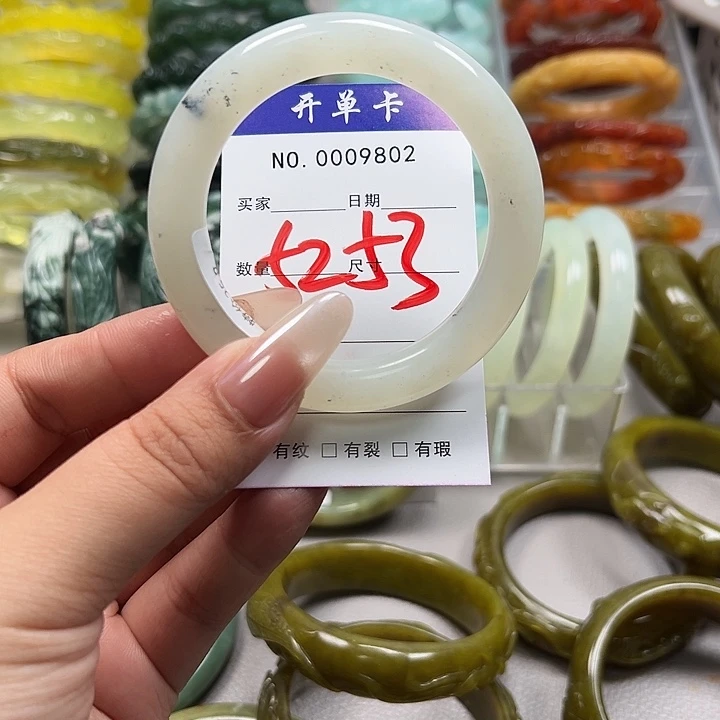 开单卡
NO. 0009802
买家 日期
数量 尺寸
有纹 □ 有裂 □ 有瑕